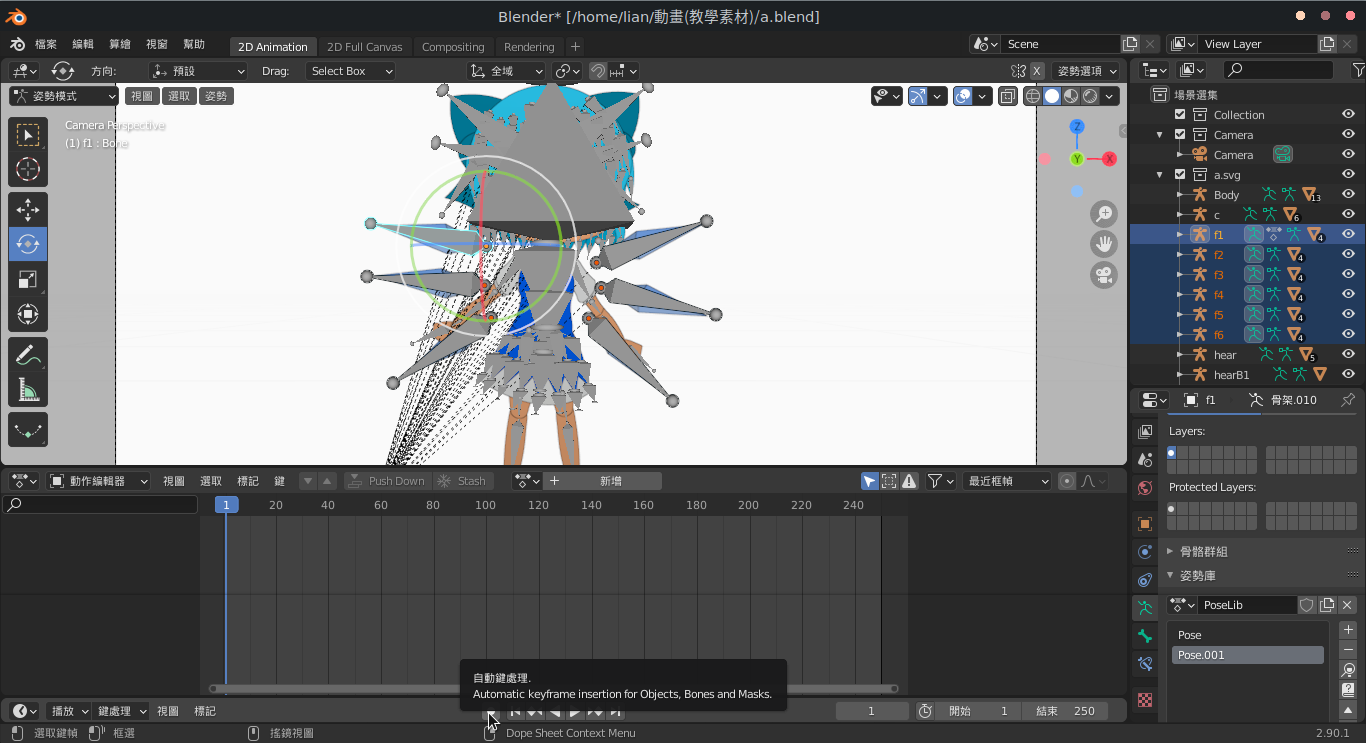 Blender* [/home/lian/動畫(教學素材)/a.blend]
檔案 編輯 算繪 視窗 幫助 2D Animation 2D Full Canvas Compositing Rendering + Scene View Layer
方向: 預設 Drag: Select Box 全域 X 姿勢選項
姿勢模式 視圖 選取 姿勢
Camera Perspective
(1) f1 : Bone
Z
Y
X
場景選集
Collection
Camera
Camera
a.svg
Body 13
c 6
f1 4
f2 4
f3 4
f4 4
f5 4
f6 4
hear 5
hearB1
f1 骨架.010
Layers:
Protected Layers:
骨骼群組
姿勢庫
PoseLib
Pose
Pose.001
動作編輯器 視圖 選取 標記 鍵 Push Down Stash 新增 最近框幀
1 20 40 60 80 100 120 140 160 180 200 220 240
自動鍵處理.
Automatic keyframe insertion for Objects, Bones and Masks.
播放 鍵處理 視圖 標記 1 開始 1 結束 250
選取鍵幀 框選 搖鏡視圖 Dope Sheet Context Menu 2.90.1